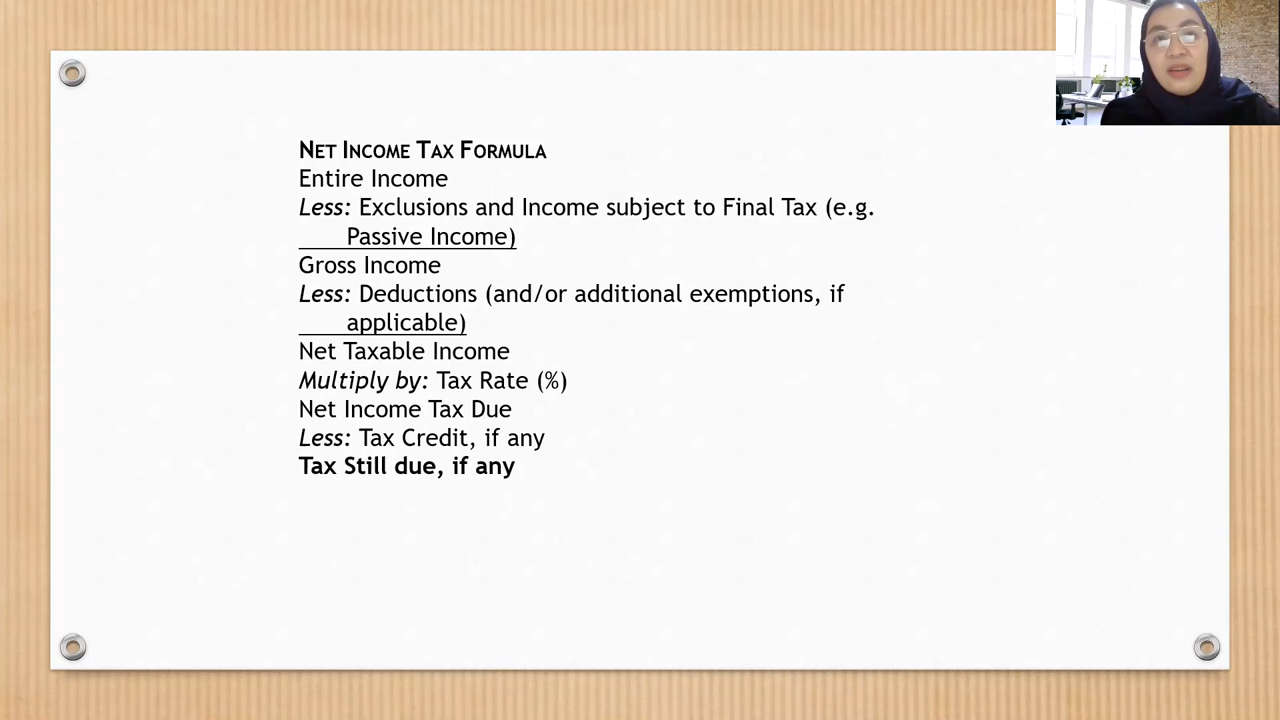 Net Income Tax Formula
Entire Income
Less: Exclusions and Income subject to Final Tax (e.g.
Passive Income)
Gross Income
Less: Deductions (and/or additional exemptions, if
applicable)
Net Taxable Income
Multiply by: Tax Rate (%)
Net Income Tax Due
Less: Tax Credit, if any
Tax Still due, if any